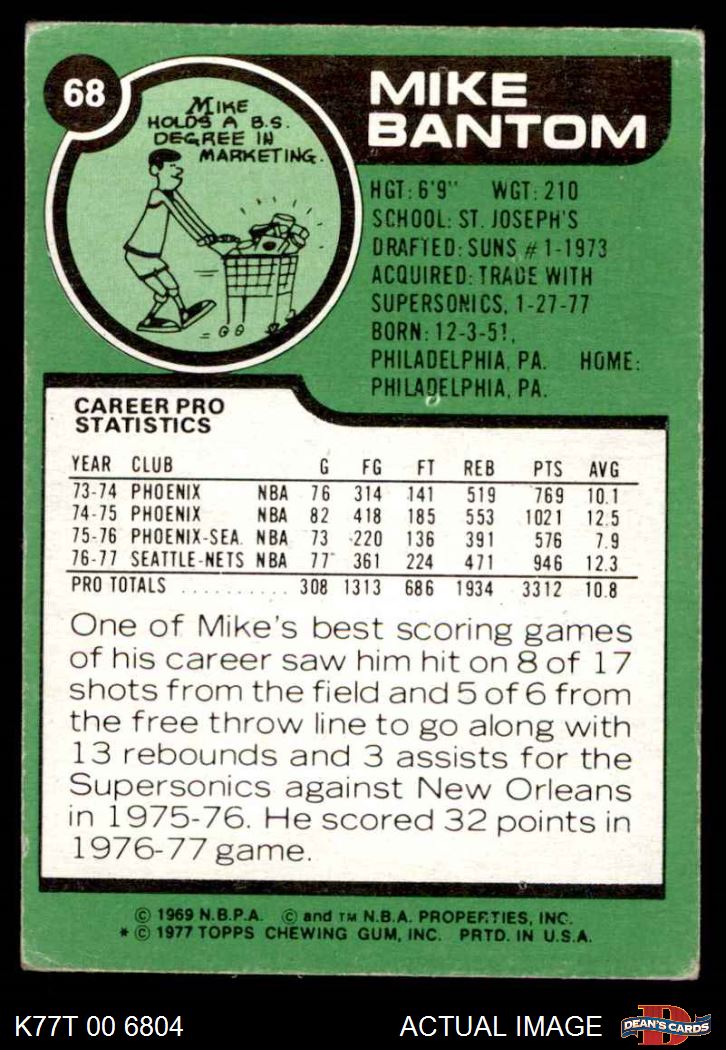 68
MIKE
HOLDS A B.S.
DEGREE IN
MARKETING.
MIKE
BANTOM
HGT: 6'9" WGT: 210
SCHOOL: ST. JOSEPH'S
DRAFTED: SUNS #1-1973
ACQUIRED: TRADE WITH
SUPERSONICS, 1-27-77
BORN: 12-3-51,
PHILADELPHIA, PA. HOME:
PHILADELPHIA, PA.
CAREER PRO
STATISTICS
YEAR CLUB G FG FT REB PTS AVG
73-74 PHOENIX NBA 76 314 141 519 769 10.1
74-75 PHOENIX NBA 82 418 185 553 1021 12.5
75-76 PHOENIX-SEA. NBA 73 220 136 391 576 7.9
76-77 SEATTLE-NETS NBA 77 361 224 471 946 12.3
PRO TOTALS .......... 308 1313 686 1934 3312 10.8
One of Mike's best scoring games
of his career saw him hit on 8 of 17
shots from the field and 5 of 6 from
the free throw line to go along with
13 rebounds and 3 assists for the
Supersonics against New Orleans
in 1975-76. He scored 32 points in
1976-77 game.
© 1969 N.B.P.A. © and TM N.B.A. PROPERTIES, INC.
* © 1977 TOPPS CHEWING GUM, INC. PRTD. IN U.S.A.
K77T 00 6804 ACTUAL IMAGE
D
DEAN'S CARDS